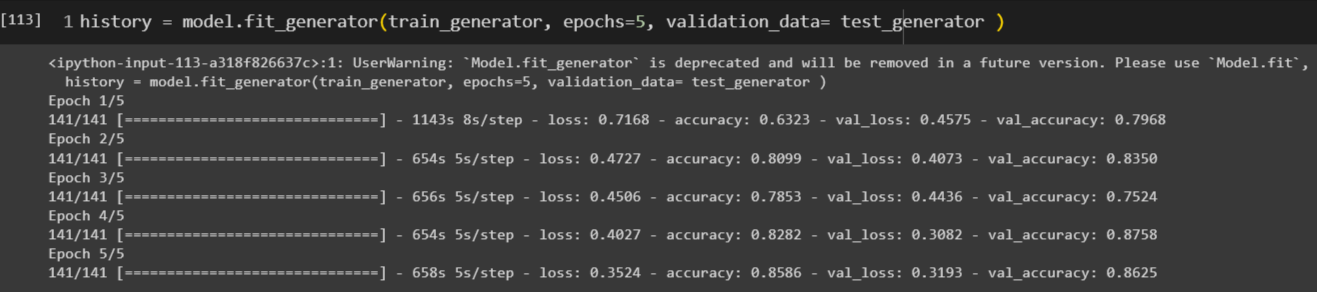 [113] 1 history = model.fit_generator(train_generator, epochs=5, validation_data= test_generator )
<ipython-input-113-a318f826637c>:1: UserWarning: `Model.fit_generator` is deprecated and will be removed in a future version. Please use `Model.fit`,
history = model.fit_generator(train_generator, epochs=5, validation_data= test_generator )
Epoch 1/5
141/141 [==============================] - 1143s 8s/step - loss: 0.7168 - accuracy: 0.6323 - val_loss: 0.4575 - val_accuracy: 0.7968
Epoch 2/5
141/141 [==============================] - 654s 5s/step - loss: 0.4727 - accuracy: 0.8099 - val_loss: 0.4073 - val_accuracy: 0.8350
Epoch 3/5
141/141 [==============================] - 656s 5s/step - loss: 0.4506 - accuracy: 0.7853 - val_loss: 0.4436 - val_accuracy: 0.7524
Epoch 4/5
141/141 [==============================] - 654s 5s/step - loss: 0.4027 - accuracy: 0.8282 - val_loss: 0.3082 - val_accuracy: 0.8758
Epoch 5/5
141/141 [==============================] - 658s 5s/step - loss: 0.3524 - accuracy: 0.8586 - val_loss: 0.3193 - val_accuracy: 0.8625